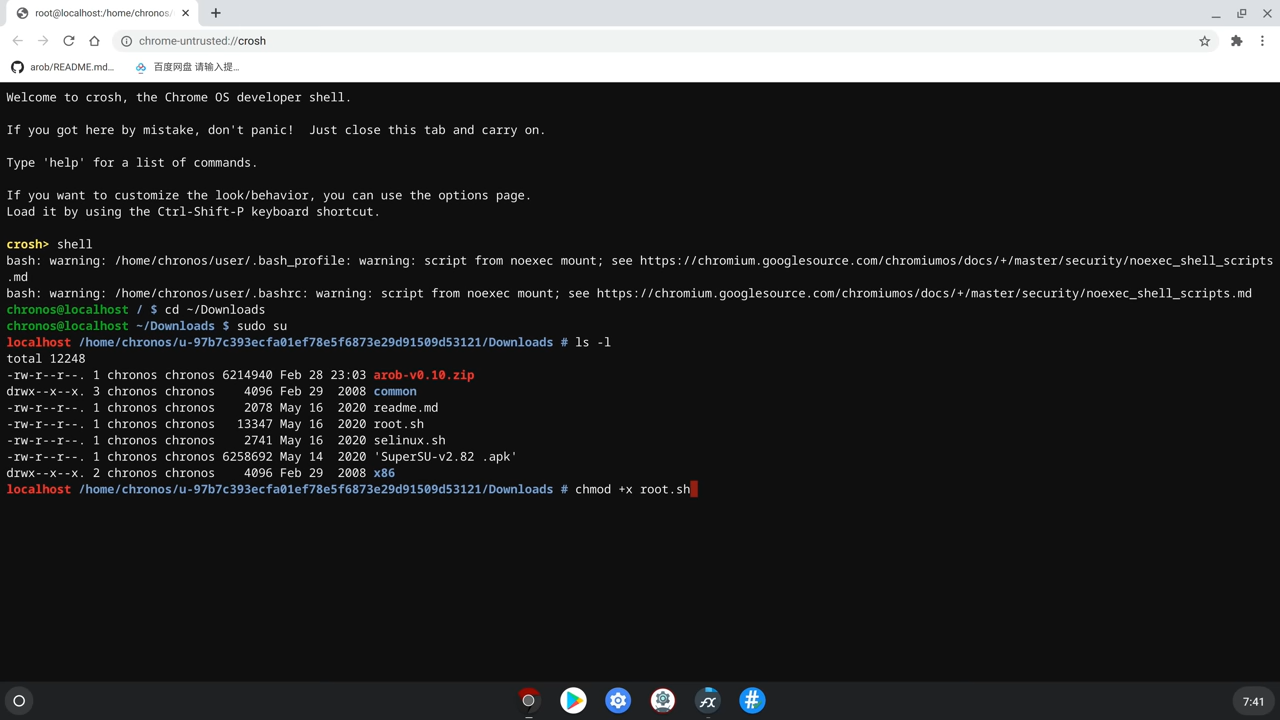 root@localhost:/home/chronos/
chrome-untrusted://crosh
arob/README.md... 百度网盘 请输入提...
Welcome to crosh, the Chrome OS developer shell.
If you got here by mistake, don't panic!  Just close this tab and carry on.
Type 'help' for a list of commands.
If you want to customize the look/behavior, you can use the options page.
Load it by using the Ctrl-Shift-P keyboard shortcut.
crosh> shell
bash: warning: /home/chronos/user/.bash_profile: warning: script from noexec mount; see https://chromium.googlesource.com/chromiumos/docs/+/master/security/noexec_shell_scripts
.md
bash: warning: /home/chronos/user/.bashrc: warning: script from noexec mount; see https://chromium.googlesource.com/chromiumos/docs/+/master/security/noexec_shell_scripts.md
chronos@localhost / $ cd ~/Downloads
chronos@localhost ~/Downloads $ sudo su
localhost /home/chronos/u-97b7c393ecfa01ef78e5f6873e29d91509d53121/Downloads # ls -l
total 12248
-rw-r--r--. 1 chronos chronos 6214940 Feb 28 23:03 arob-v0.10.zip
drwx--x--x. 3 chronos chronos    4096 Feb 29  2008 common
-rw-r--r--. 1 chronos chronos    2078 May 16  2020 readme.md
-rw-r--r--. 1 chronos chronos   13347 May 16  2020 root.sh
-rw-r--r--. 1 chronos chronos    2741 May 16  2020 selinux.sh
-rw-r--r--. 1 chronos chronos 6258692 May 14  2020 'SuperSU-v2.82 .apk'
drwx--x--x. 2 chronos chronos    4096 Feb 29  2008 x86
localhost /home/chronos/u-97b7c393ecfa01ef78e5f6873e29d91509d53121/Downloads # chmod +x root.sh
7:41